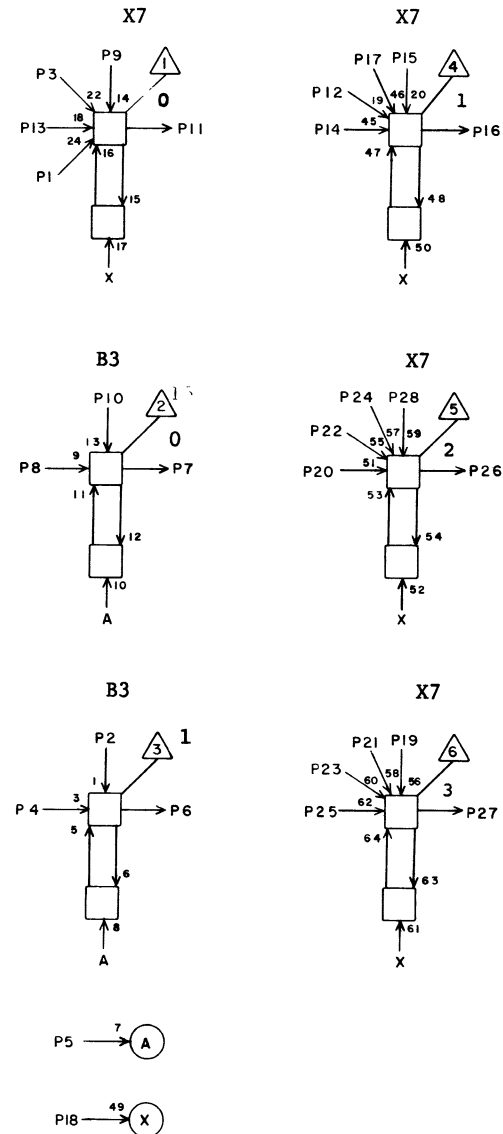 X7 X7
P9 1 P17 P15 4
P3 0 46 20 1
22 14 P12 19
P13 18 P11 P14 45 P16
24 16 47
P1
15 48
17 50
X X
B3 X7
P10 2 P24 P28 5
13 0 P22 57 59 2
P8 9 P7 55
11 P20 51 P26
53
12 54
10 52
A X
B3 X7
P2 3 1 P21 P19 6
1 P23 60 58 56 3
P4 3 P6 P25 62 P27
5 64
6 63
8 61
A X
P5 7 A
P18 49 X